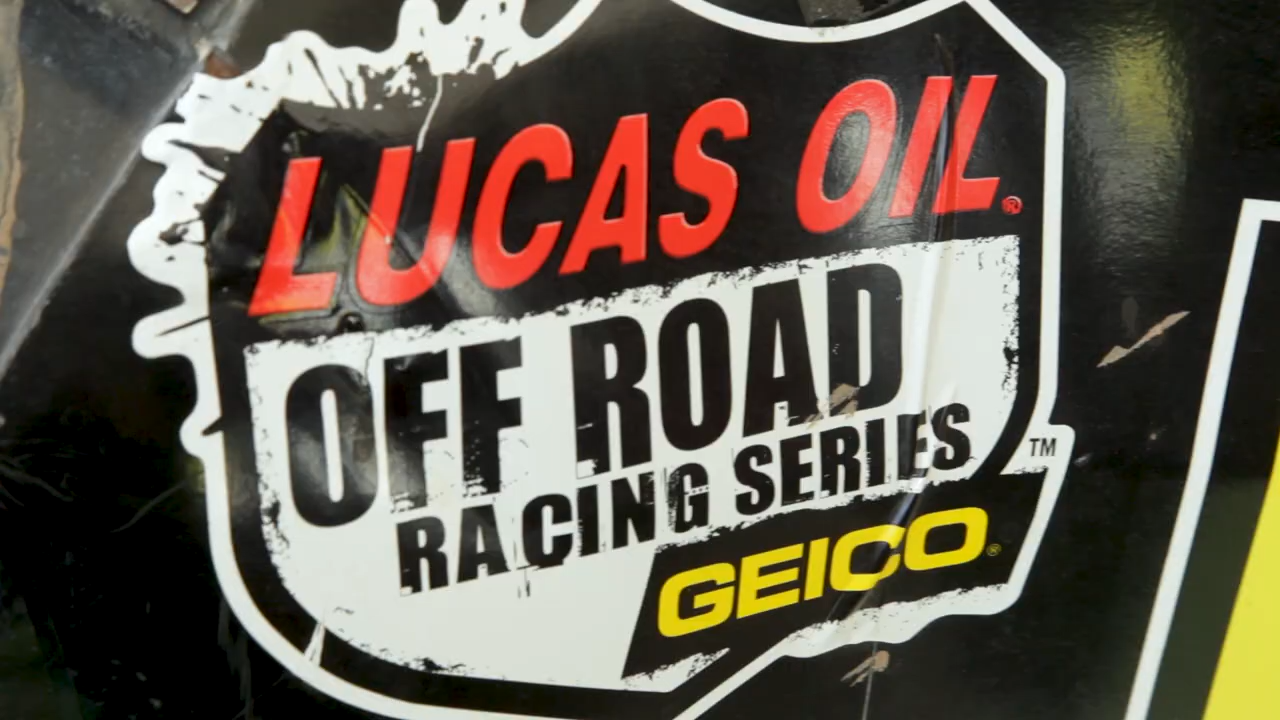 LUCAS OIL®
OFF ROAD
RACING SERIES
™
GEICO®